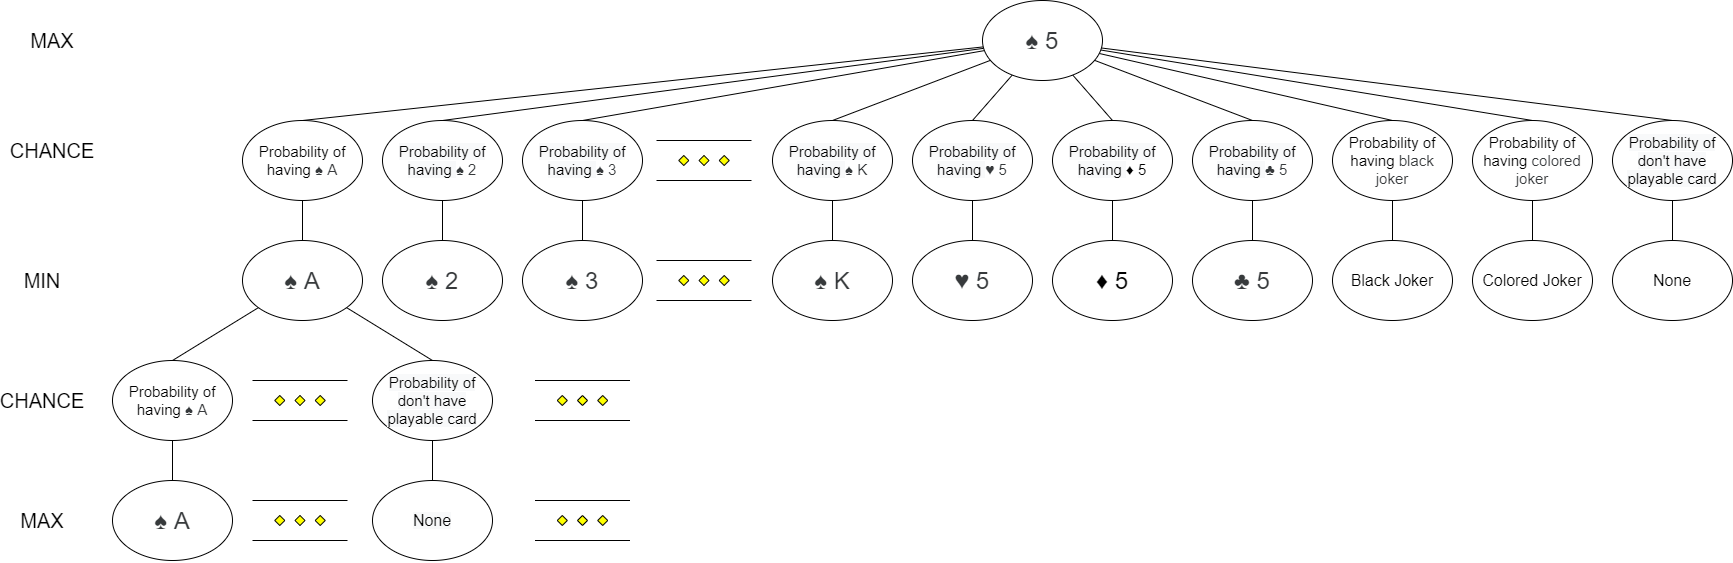 MAX
♠ 5
CHANCE
Probability of
having ♠ A
Probability of
having ♠ 2
Probability of
having ♠ 3
Probability of
having ♠ K
Probability of
having ♥ 5
Probability of
having ♦ 5
Probability of
having ♣ 5
Probability of
having black
joker
Probability of
having colored
joker
Probability of
don't have
playable card
MIN
♠ A
♠ 2
♠ 3
♠ K
♥ 5
♦ 5
♣ 5
Black Joker
Colored Joker
None
CHANCE
Probability of
having ♠ A
Probability of
don't have
playable card
MAX
♠ A
None